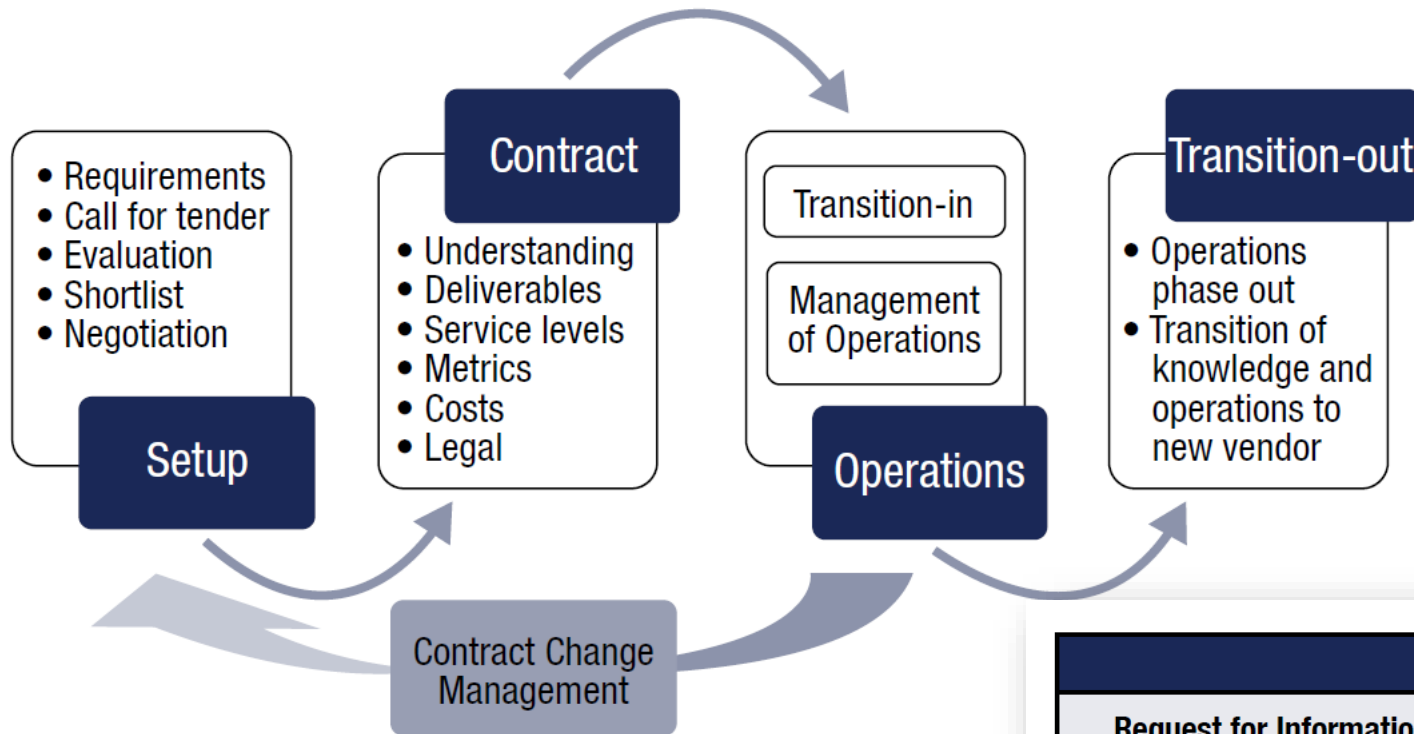 • Requirements
• Call for tender
• Evaluation
• Shortlist
• Negotiation
Setup
Contract
• Understanding
• Deliverables
• Service levels
• Metrics
• Costs
• Legal
Transition-in
Management
of Operations
Operations
Transition-out
• Operations
phase out
• Transition of
knowledge and
operations to
new vendor
Contract Change
Management
Request for